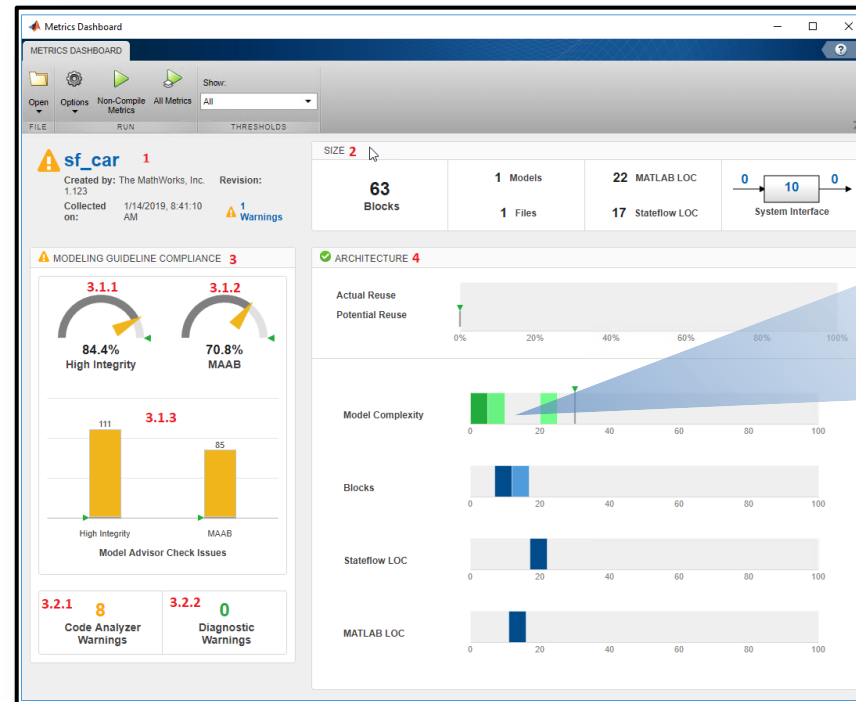 Metrics Dashboard
METRICS DASHBOARD
Show:
Open
Options
Non-Compile
Metrics
All Metrics
All
FILE
RUN
THRESHOLDS
sf_car 1
Created by: The MathWorks, Inc. Revision:
1.123
Collected on: 1/14/2019, 8:41:10 AM
1 Warnings
SIZE 2
63
Blocks
1 Models
1 Files
22 MATLAB LOC
17 Stateflow LOC
0 10 0
System Interface
MODELING GUIDELINE COMPLIANCE 3
3.1.1 3.1.2
84.4% 70.8%
High Integrity MAAB
3.1.3
111
85
High Integrity MAAB
Model Advisor Check Issues
3.2.1 8
Code Analyzer
Warnings
3.2.2 0
Diagnostic
Warnings
ARCHITECTURE 4
Actual Reuse
Potential Reuse
0% 20% 40% 60% 80% 100%
Model Complexity
0 20 40 60 80 100
Blocks
0 20 40 60 80 100
Stateflow LOC
0 20 40 60 80 100
MATLAB LOC
0 20 40 60 80 100